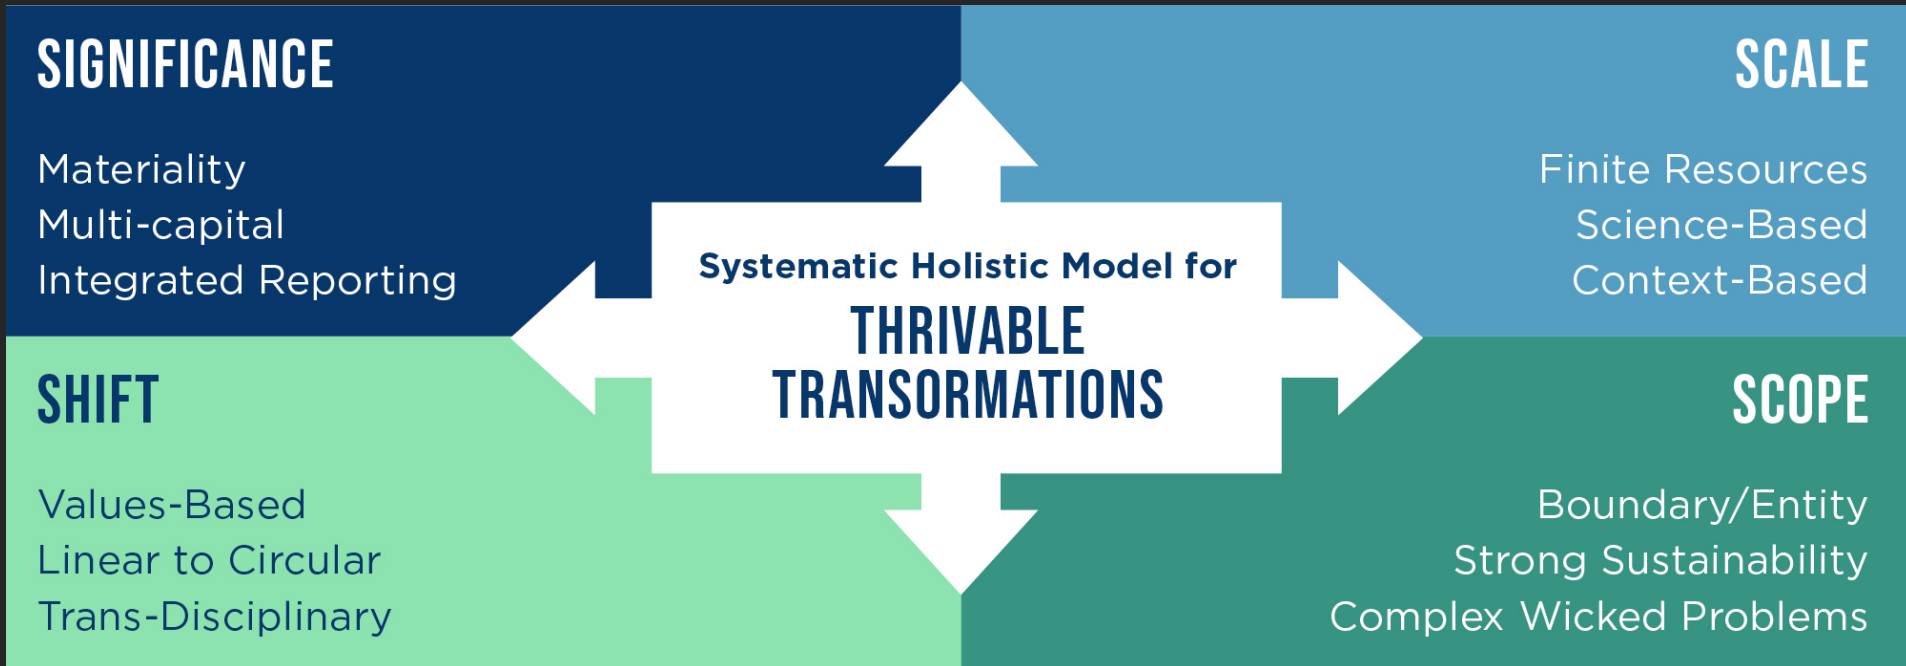 SIGNIFICANCE
Materiality
Multi-capital
Integrated Reporting
SCALE
Finite Resources
Science-Based
Context-Based
Systematic Holistic Model for
THRIVABLE
TRANSORMATIONS
SHIFT
Values-Based
Linear to Circular
Trans-Disciplinary
SCOPE
Boundary/Entity
Strong Sustainability
Complex Wicked Problems